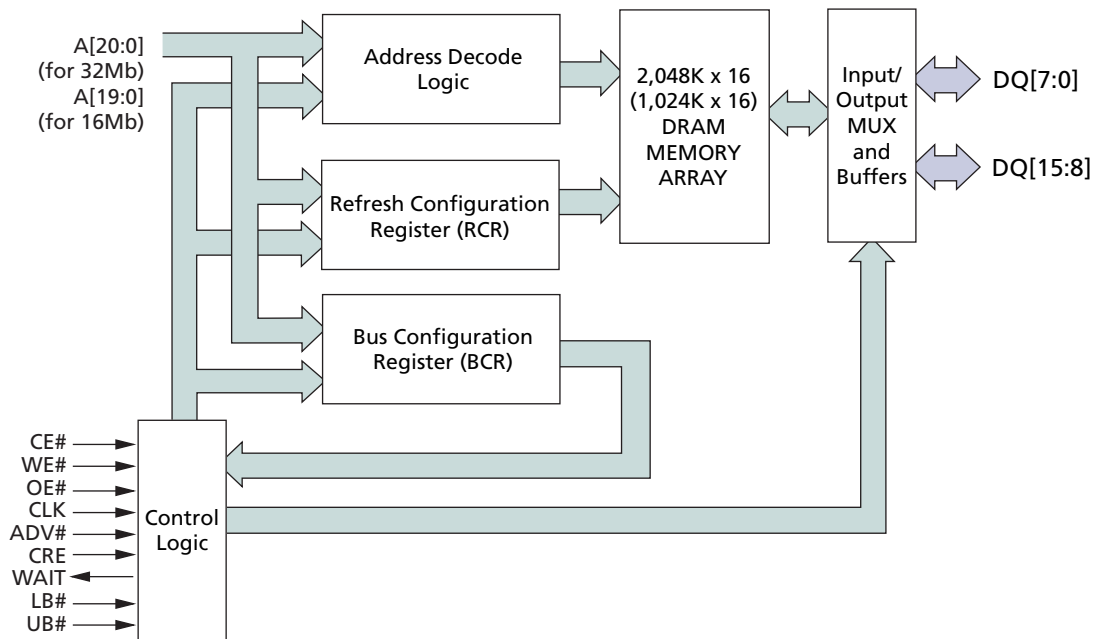 A[20:0]
(for 32Mb)
A[19:0]
(for 16Mb)
Address Decode
Logic
2,048K x 16
(1,024K x 16)
DRAM
MEMORY
ARRAY
Input/
Output
MUX
and
Buffers
DQ[7:0]
DQ[15:8]
Refresh Configuration
Register (RCR)
Bus Configuration
Register (BCR)
CE#
WE#
OE#
CLK
ADV#
CRE
WAIT
LB#
UB#
Control
Logic